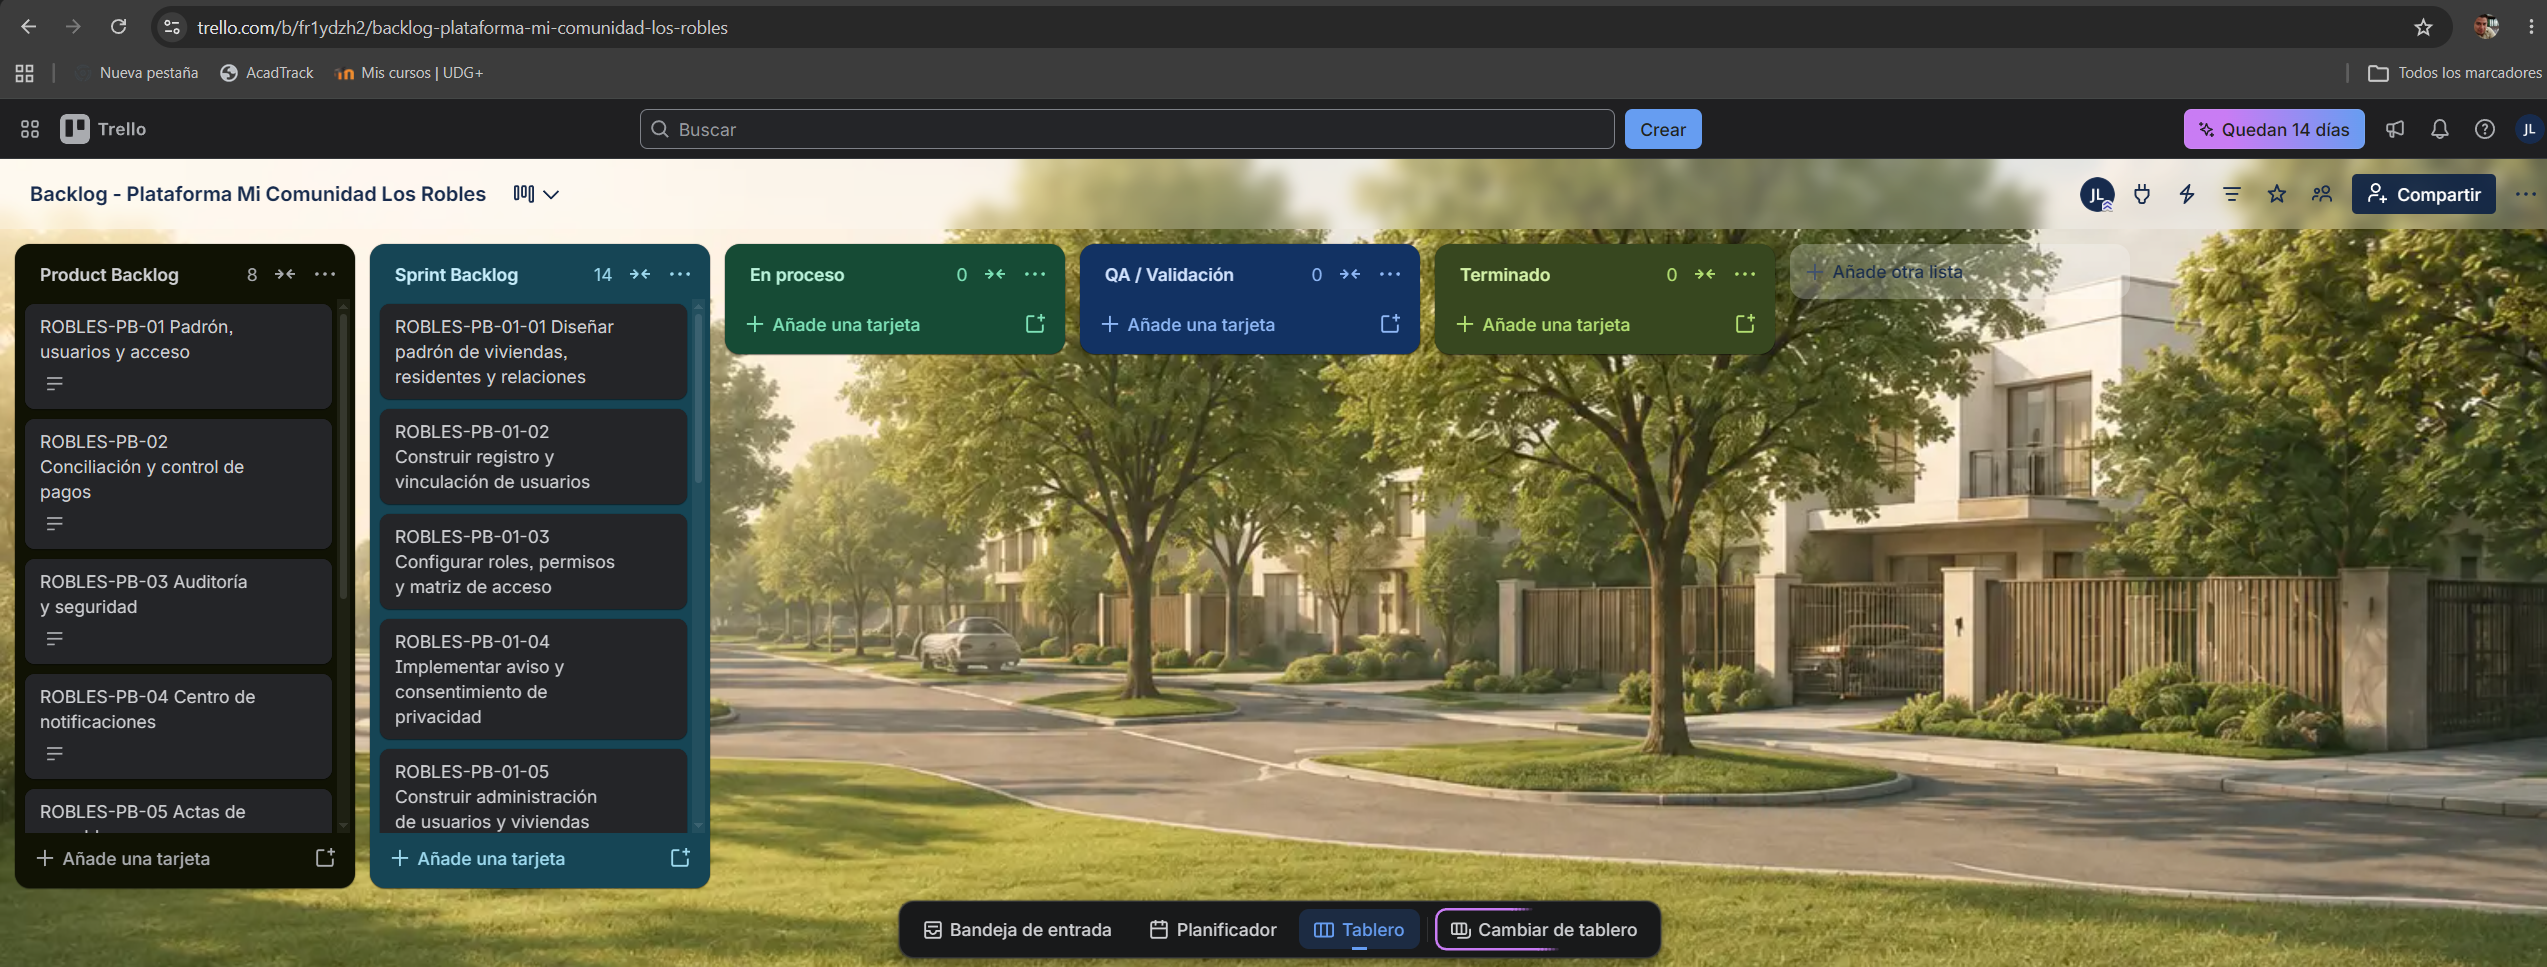 trello.com/b/fr1ydzh2/backlog-plataforma-mi-comunidad-los-robles
Nueva pestaña
AcadTrack
Mis cursos | UDG+
Todos los marcadores
Trello
Buscar
Crear
Quedan 14 días
JL
Backlog - Plataforma Mi Comunidad Los Robles
JL
Compartir
Product Backlog 8
ROBLES-PB-01 Padrón,
usuarios y acceso
ROBLES-PB-02
Conciliación y control de
pagos
ROBLES-PB-03 Auditoría
y seguridad
ROBLES-PB-04 Centro de
notificaciones
ROBLES-PB-05 Actas de
Añade una tarjeta
Sprint Backlog 14
ROBLES-PB-01-01 Diseñar
padrón de viviendas,
residentes y relaciones
ROBLES-PB-01-02
Construir registro y
vinculación de usuarios
ROBLES-PB-01-03
Configurar roles, permisos
y matriz de acceso
ROBLES-PB-01-04
Implementar aviso y
consentimiento de
privacidad
ROBLES-PB-01-05
Construir administración
de usuarios y viviendas
Añade una tarjeta
En proceso 0
Añade una tarjeta
QA / Validación 0
Añade una tarjeta
Terminado 0
Añade una tarjeta
Añade otra lista
Bandeja de entrada
Planificador
Tablero
Cambiar de tablero